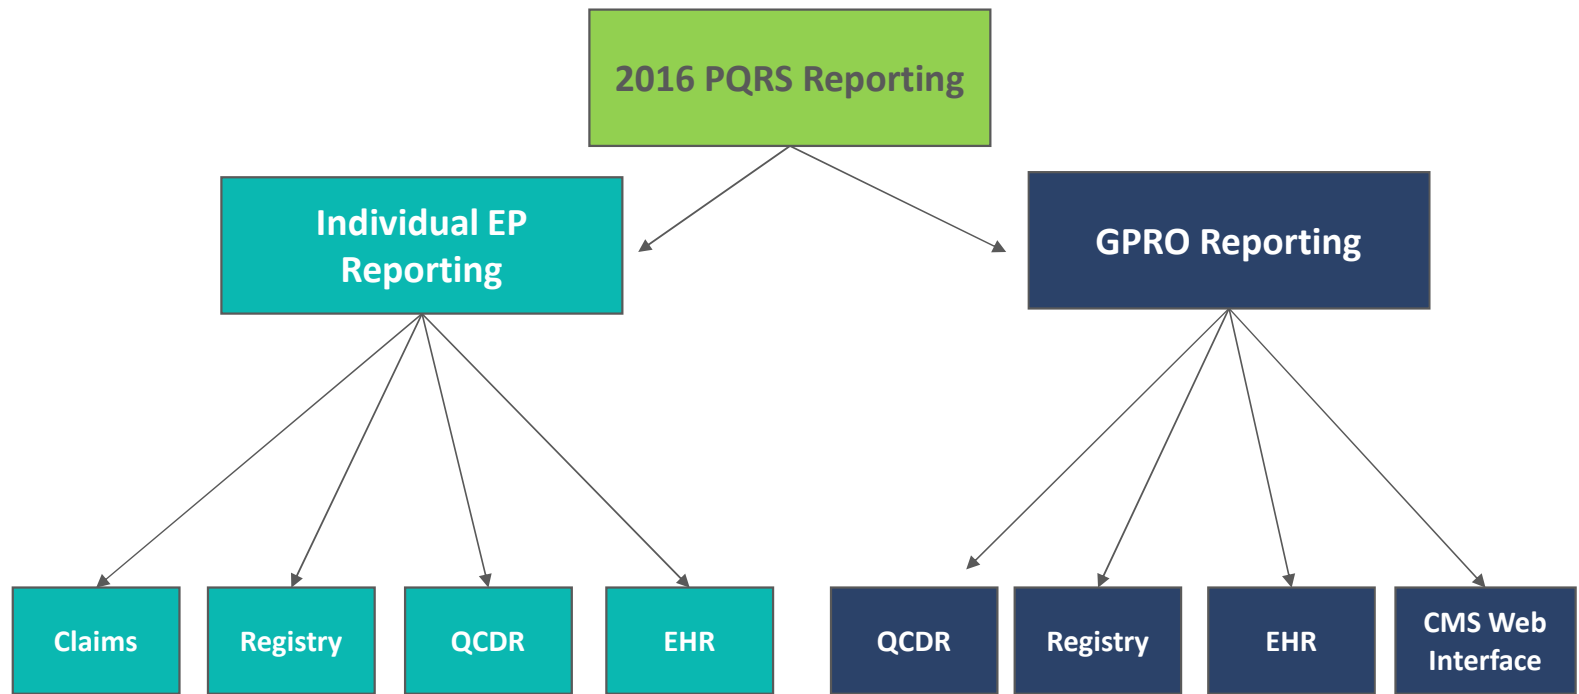 2016 PQRS Reporting
Individual EP
Reporting
GPRO Reporting
Claims
Registry
QCDR
EHR
QCDR
Registry
EHR
CMS Web
Interface